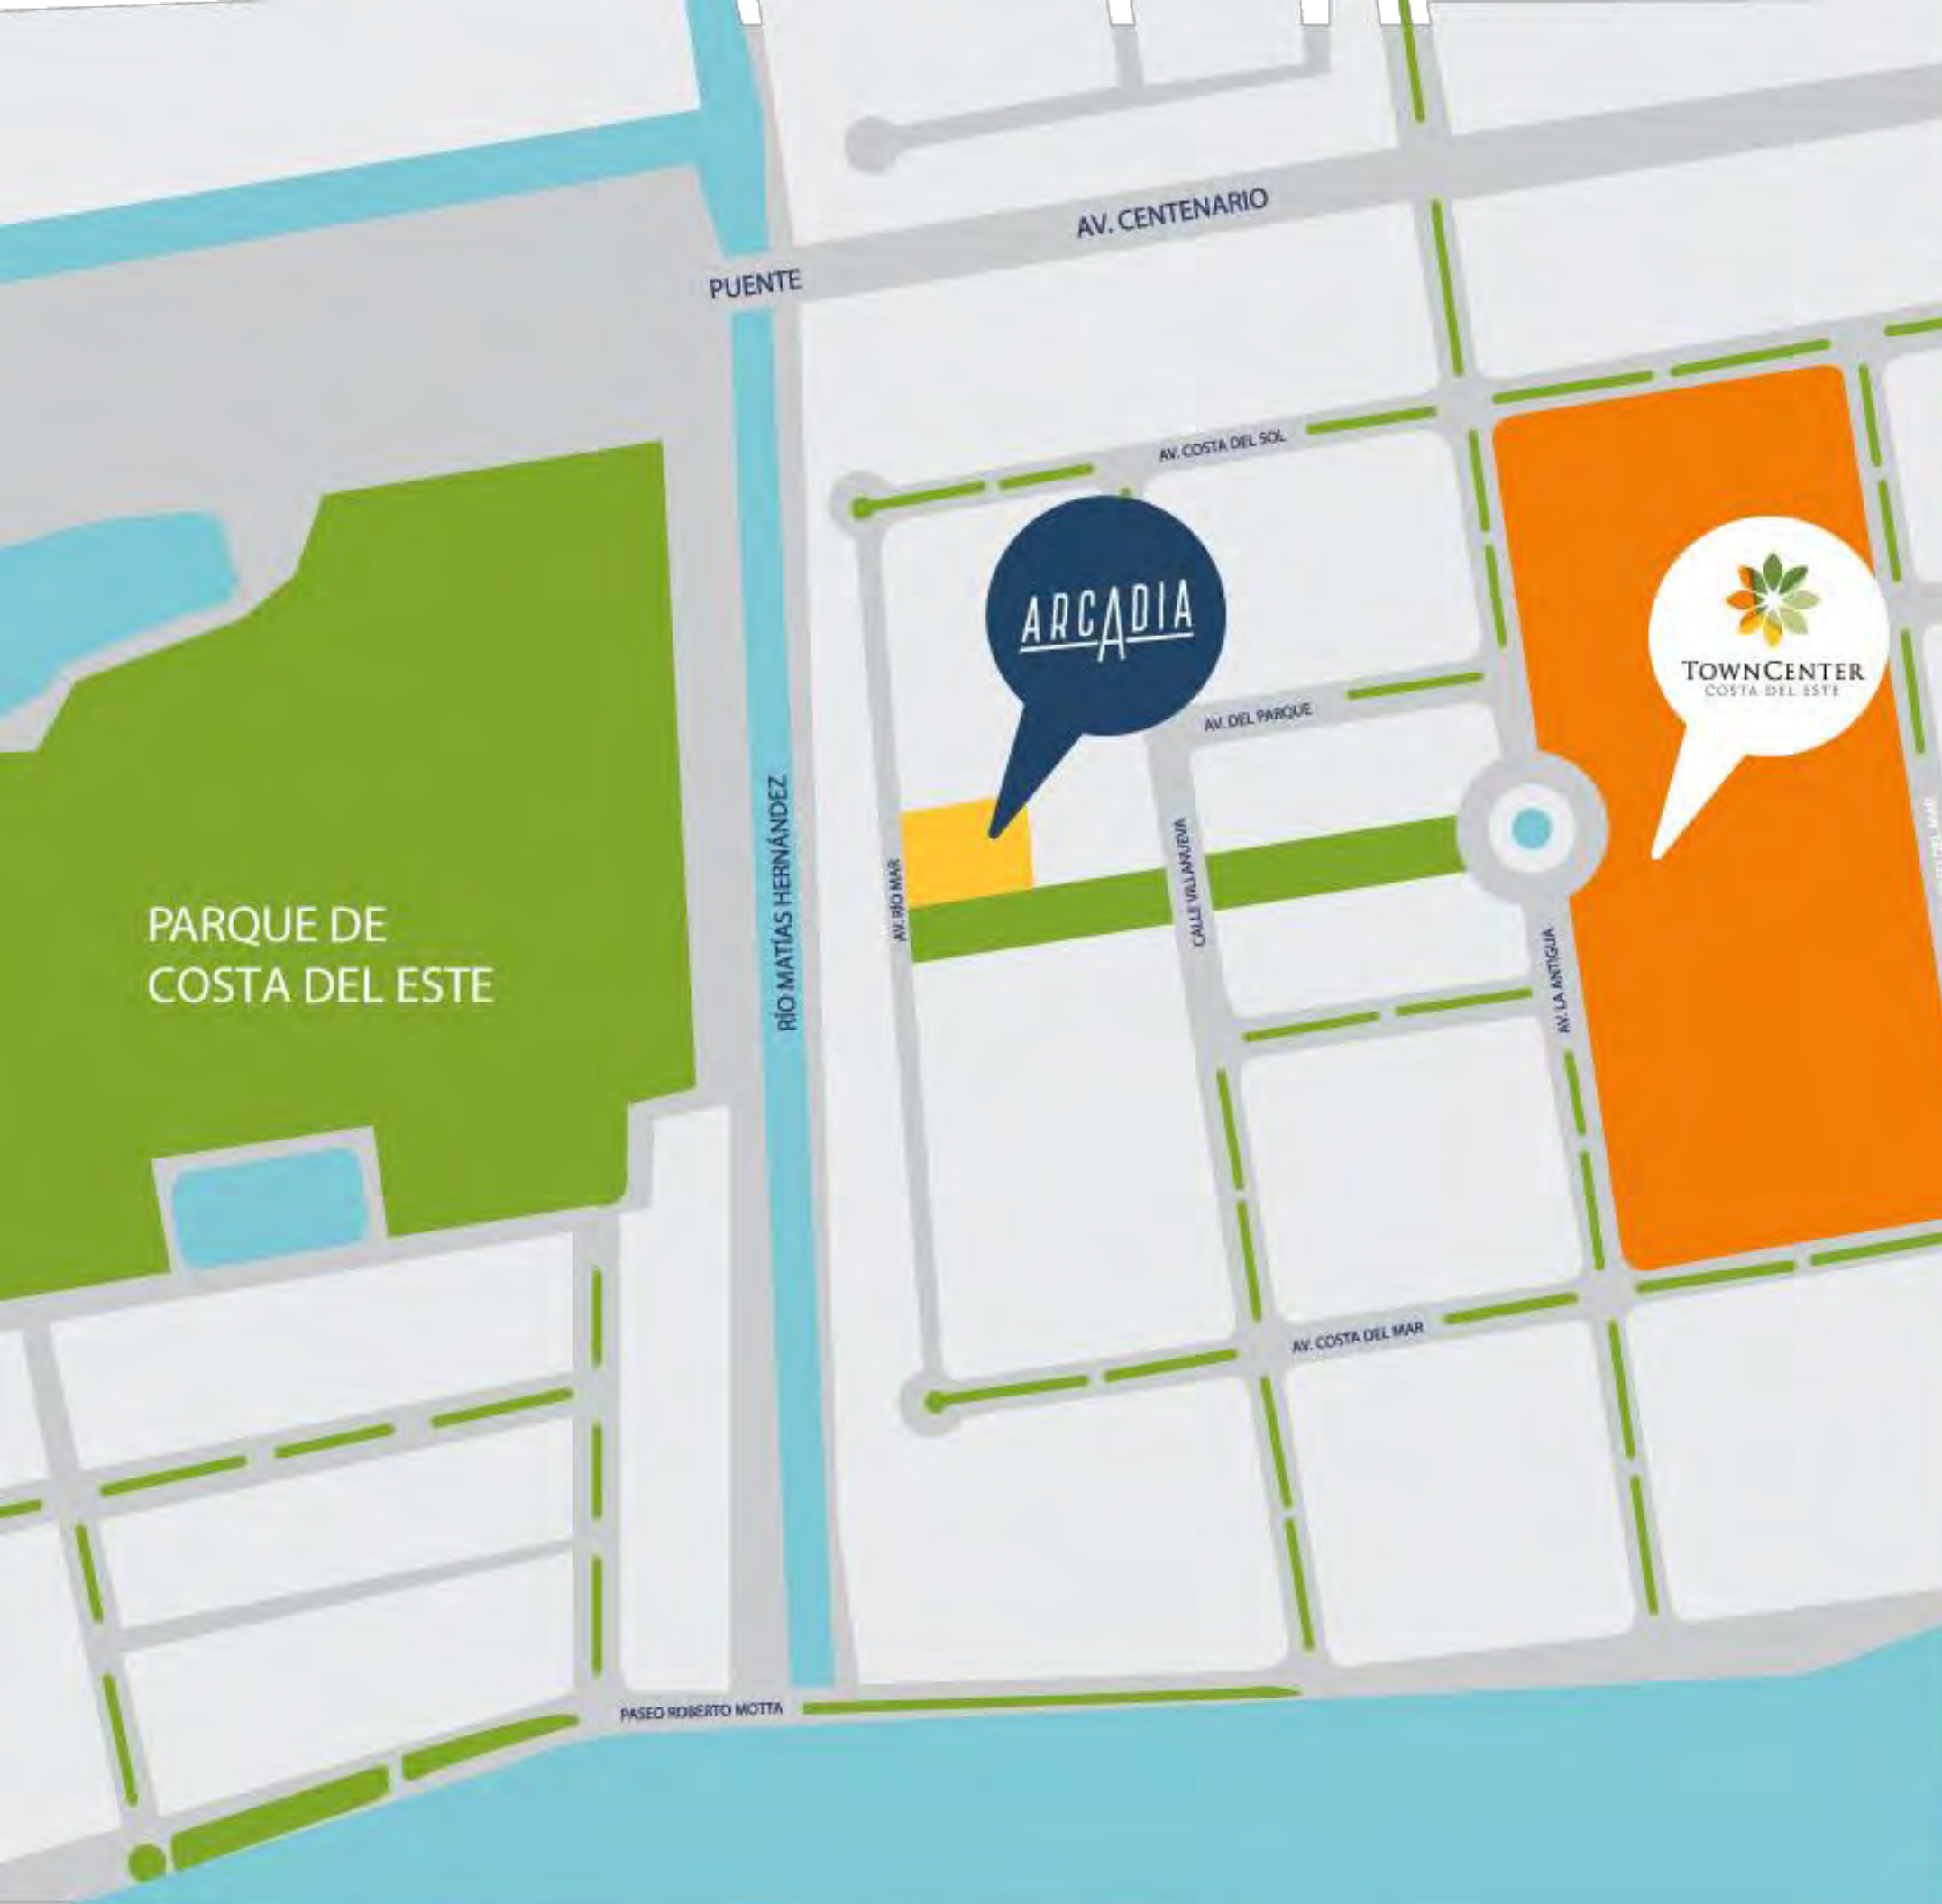 AV. CENTENARIO
PUENTE
AV. COSTA DEL SOL
ARCADIA
TOWNCENTER
COSTA DEL ESTE
AV. DEL PARQUE
RÍO MATÍAS HERNÁNDEZ
AV. RÍO MAR
CALLE VILLANUEVA
PARQUE DE
COSTA DEL ESTE
AV. LA ANTIGUA
AV. COSTA DEL MAR
PASEO ROBERTO MOTTA